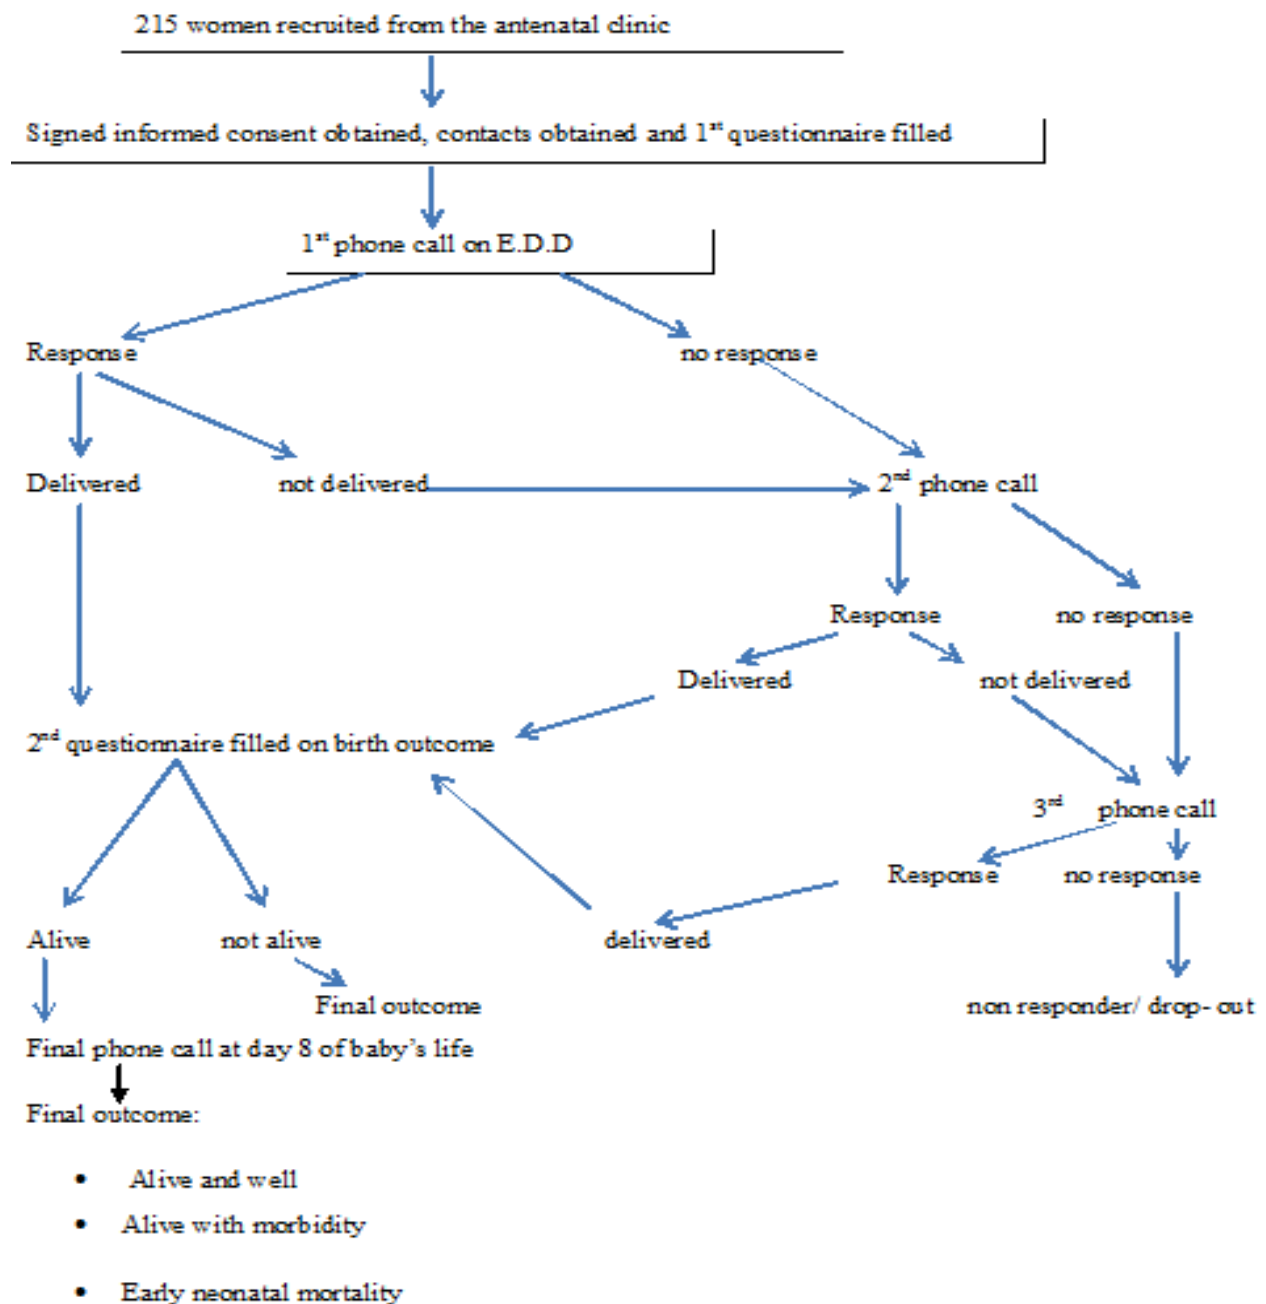 215 women recruited from the antenatal clinic
Signed informed consent obtained, contacts obtained and 1st questionnaire filled
1st phone call on E.D.D
Response no response
Delivered not delivered 2nd phone call
Response no response
Delivered not delivered
2nd questionnaire filled on birth outcome
3rd phone call
Response no response
Alive not alive delivered
Final outcome non responder/ drop- out
Final phone call at day 8 of baby’s life
Final outcome:
• Alive and well
• Alive with morbidity
• Early neonatal mortality